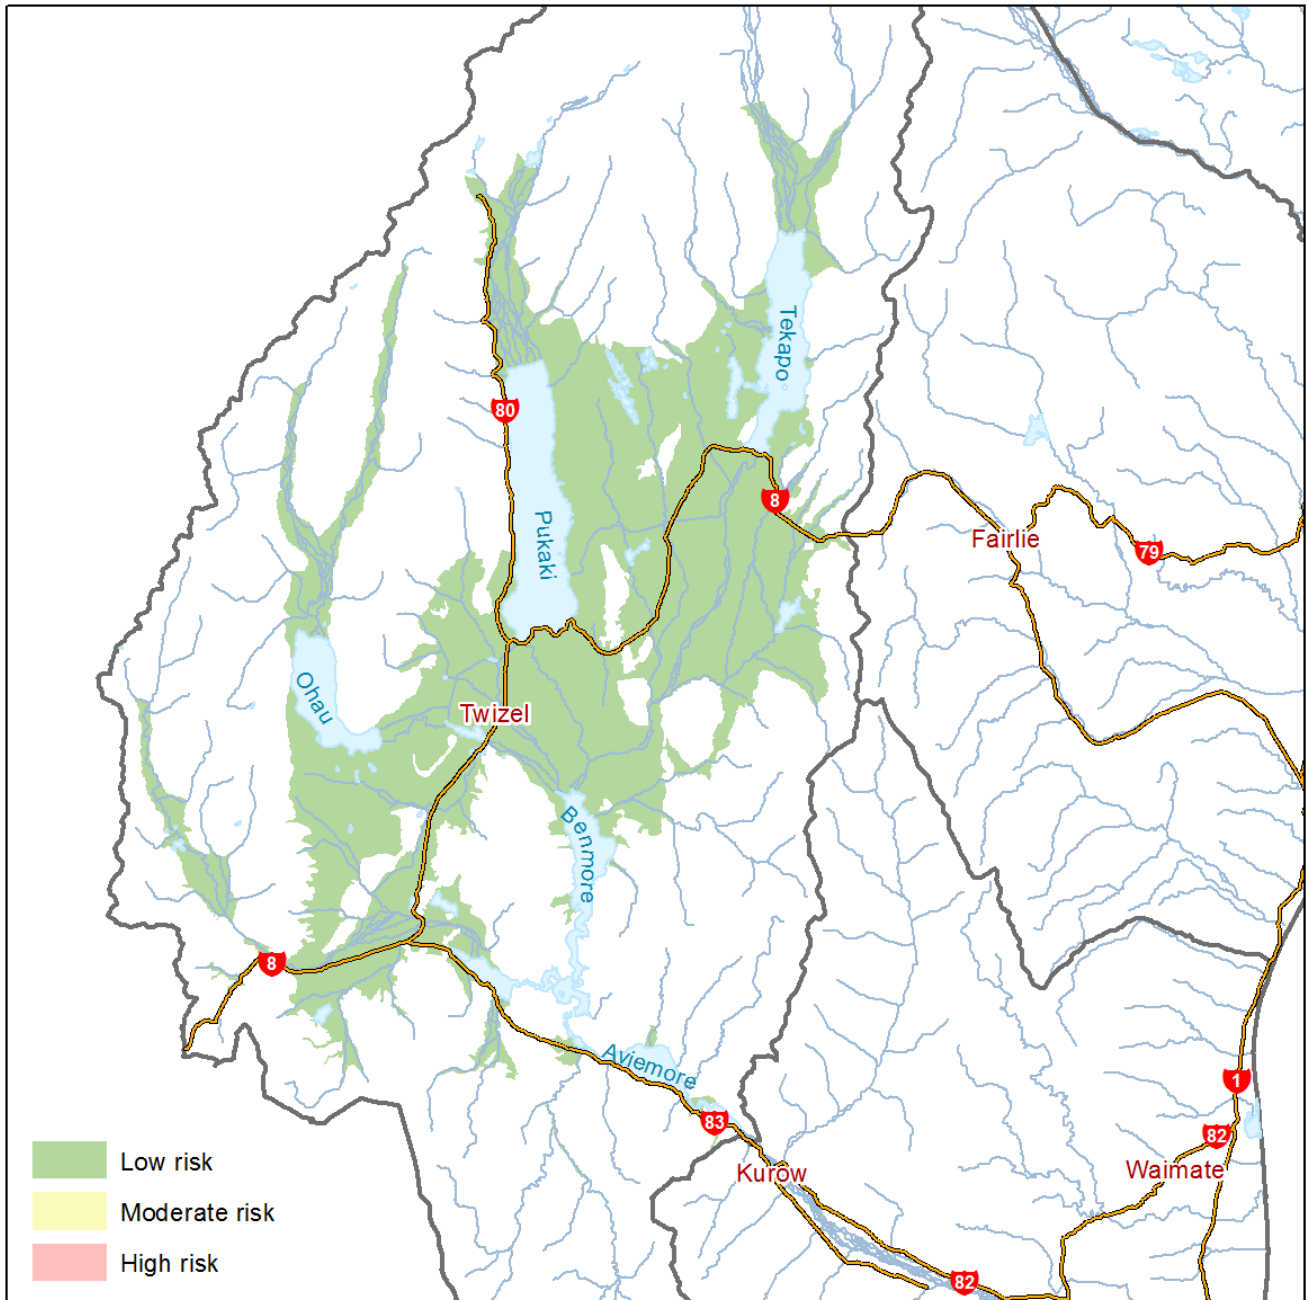 Tekapo
80
8
Pukaki
Fairlie
79
Ohau
Twizel
Benmore
8
Aviemore
1
83
82
Kurow
Waimate
82
Low risk
Moderate risk
High risk